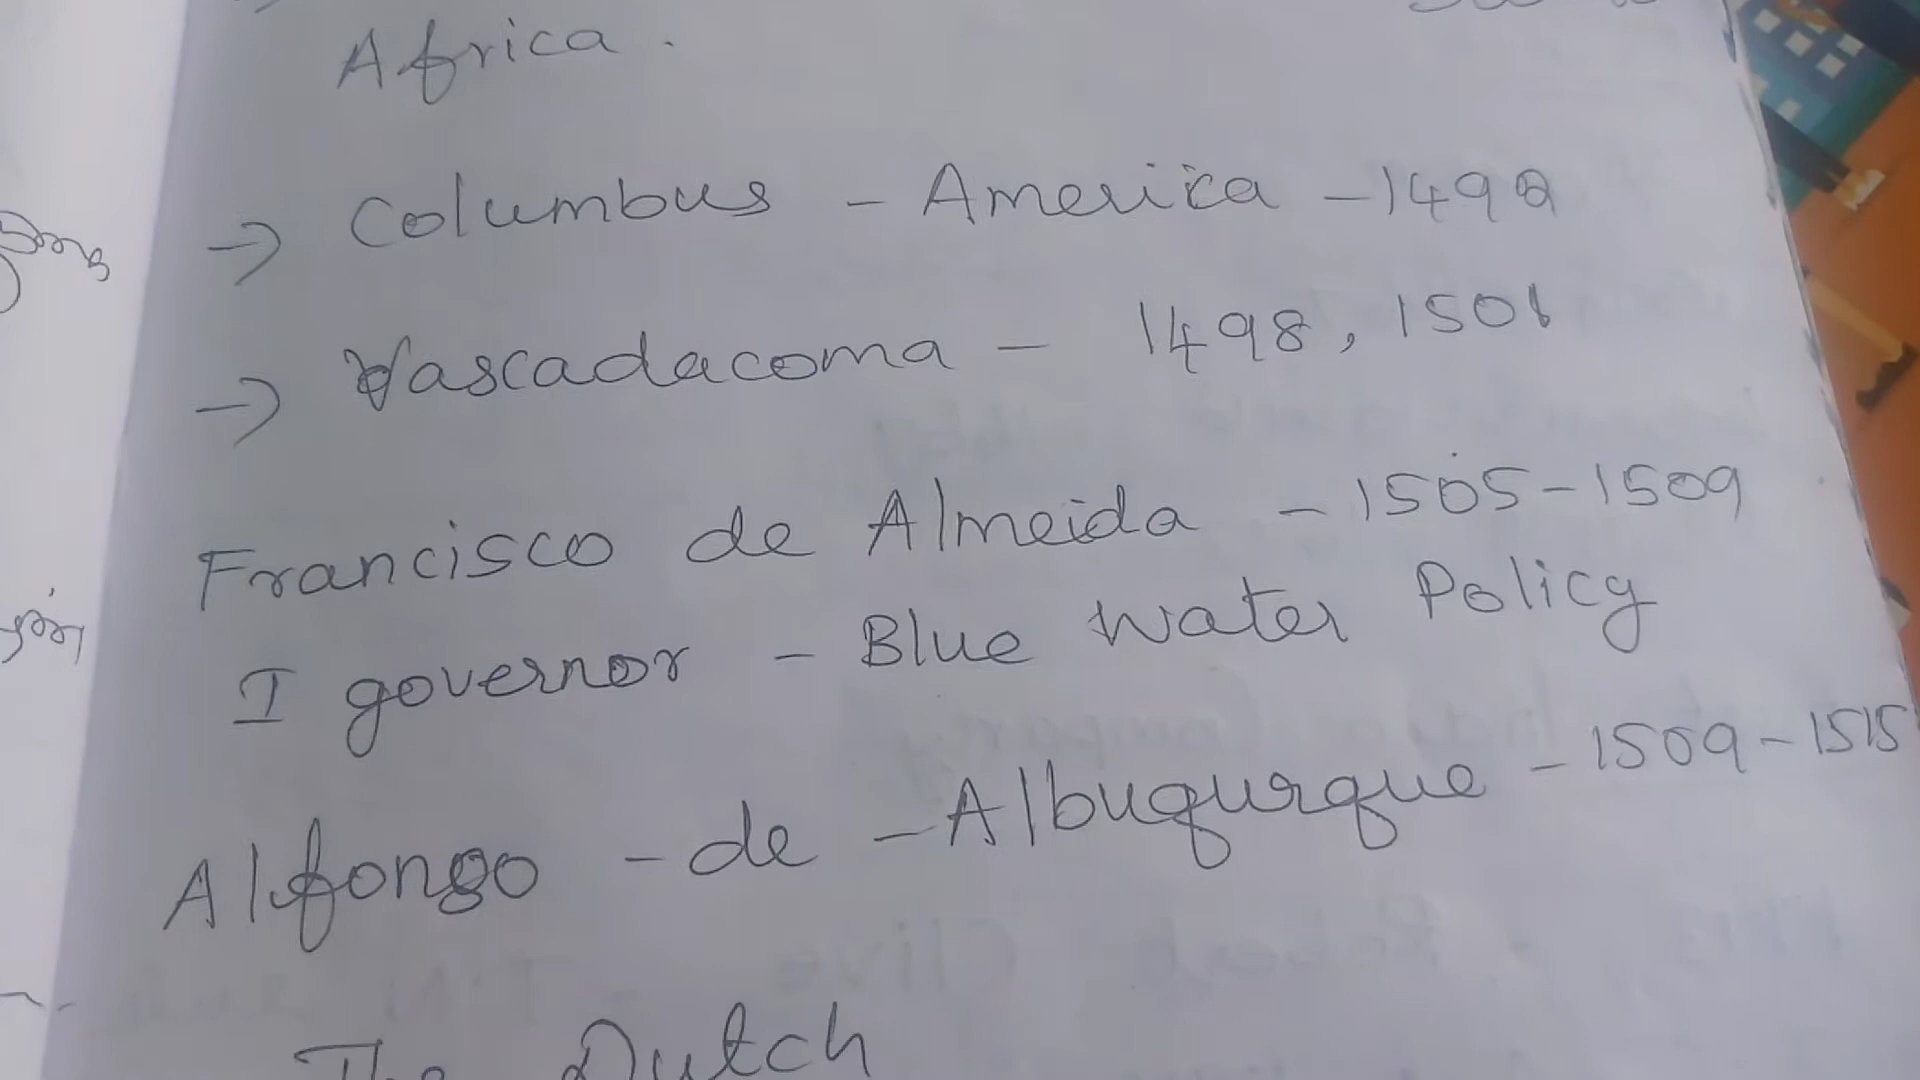 Africa.
→ Columbus - America - 1492
→ Vascadacoma - 1498, 1501
Francisco de Almeida - 1505-1509
I governor - Blue water Policy
Alfongo - de - Albuqurque - 1509-1515
The Dutch